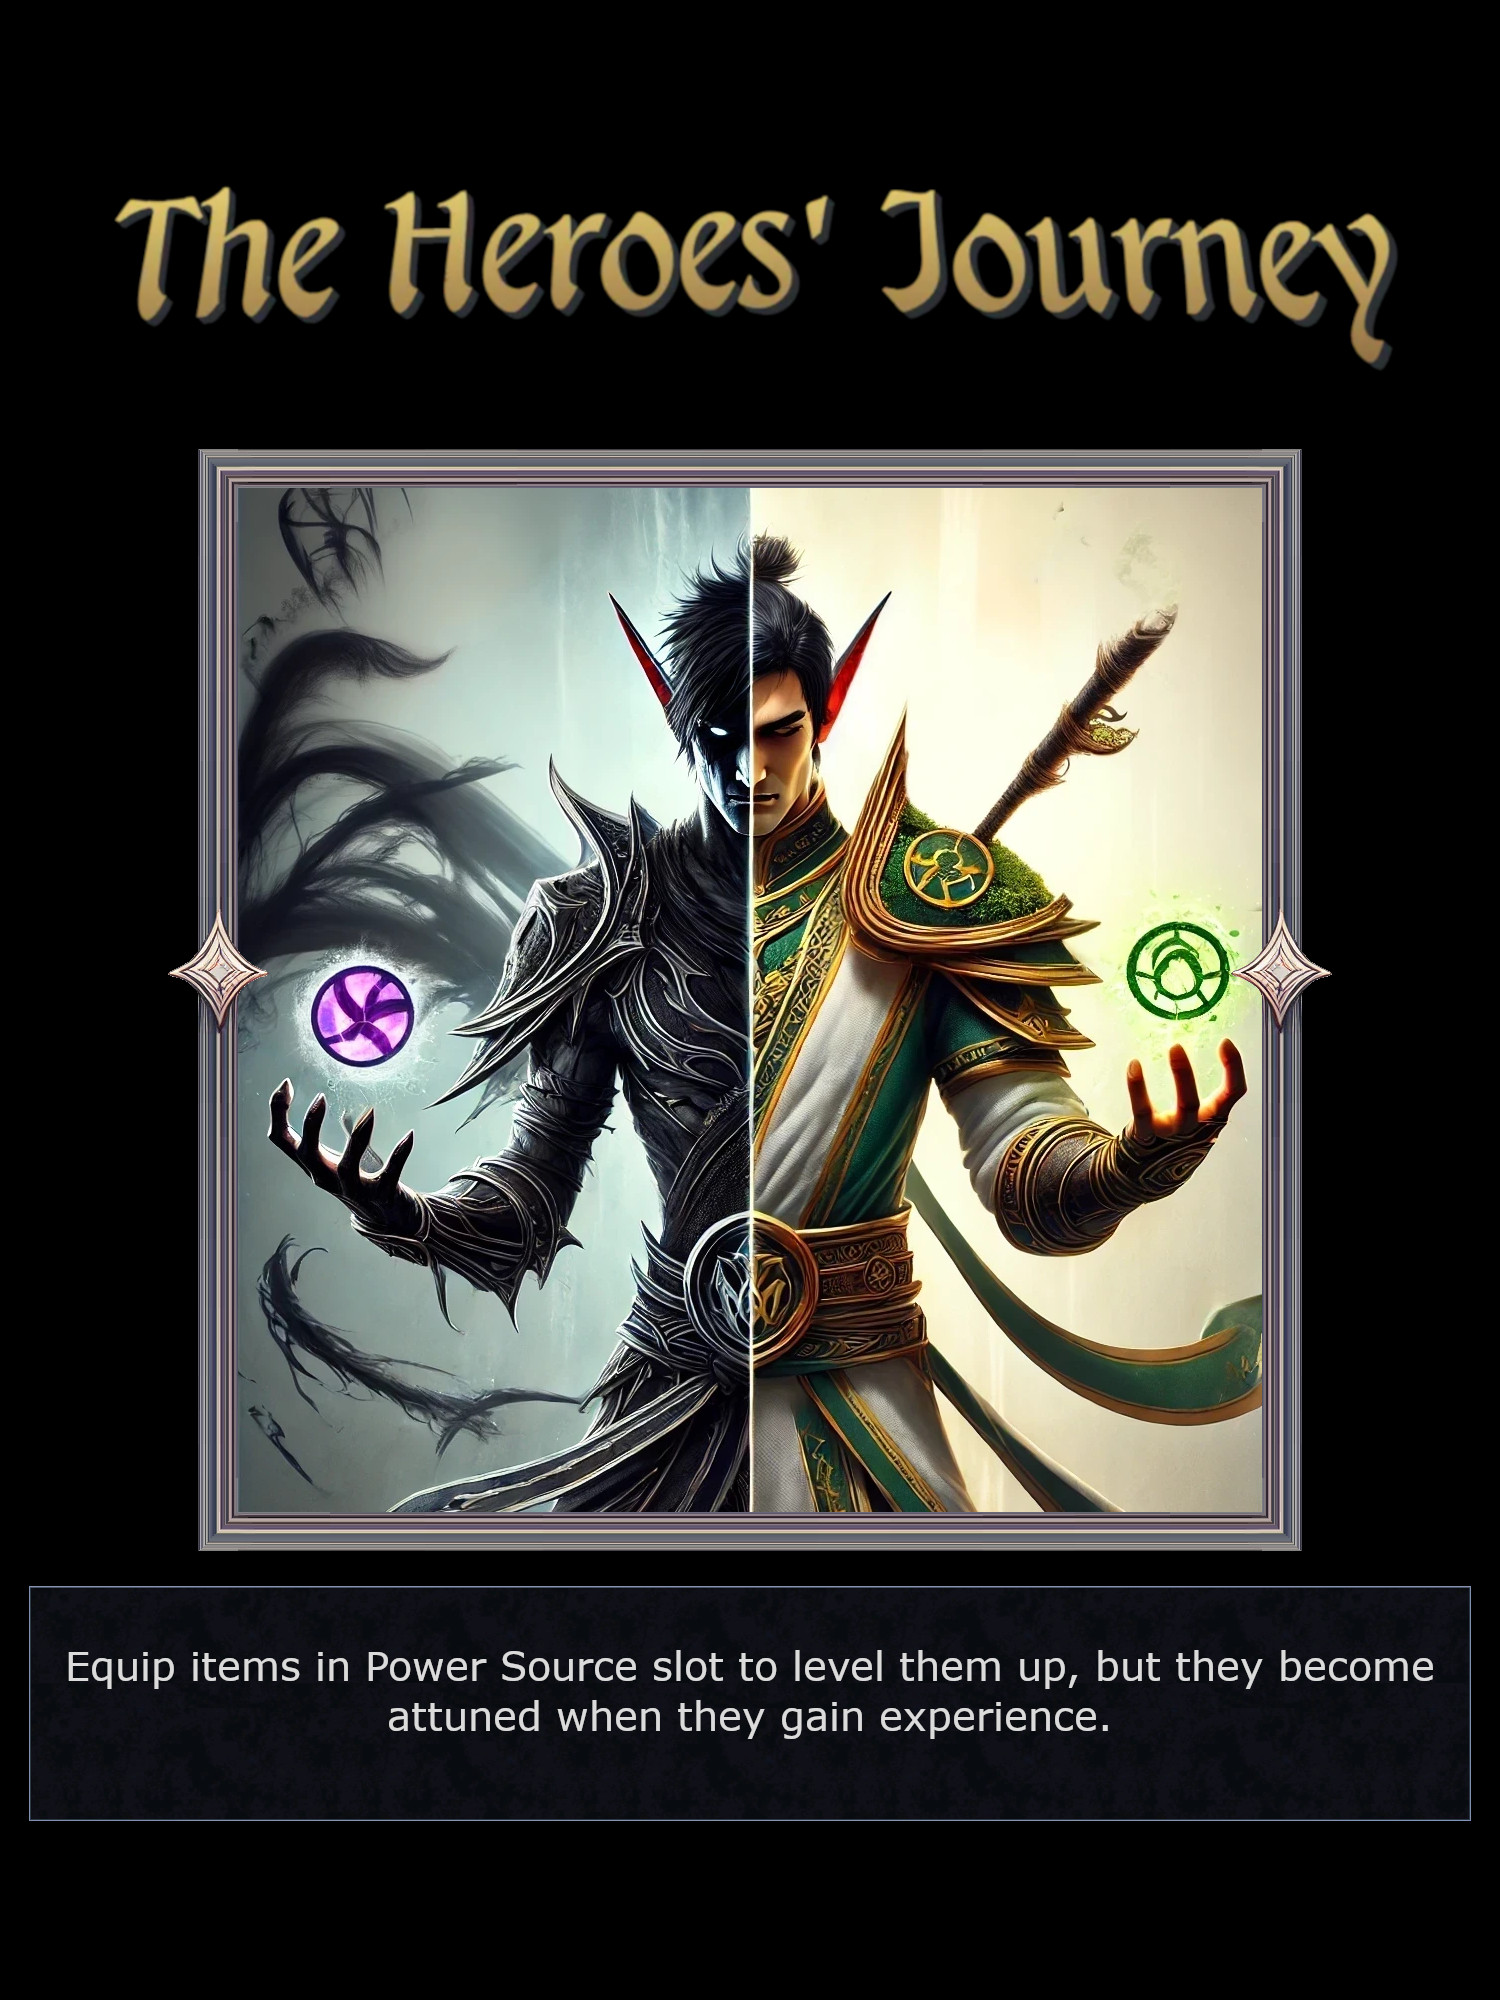 The Heroes' Journey
Equip items in Power Source slot to level them up, but they become
attuned when they gain experience.